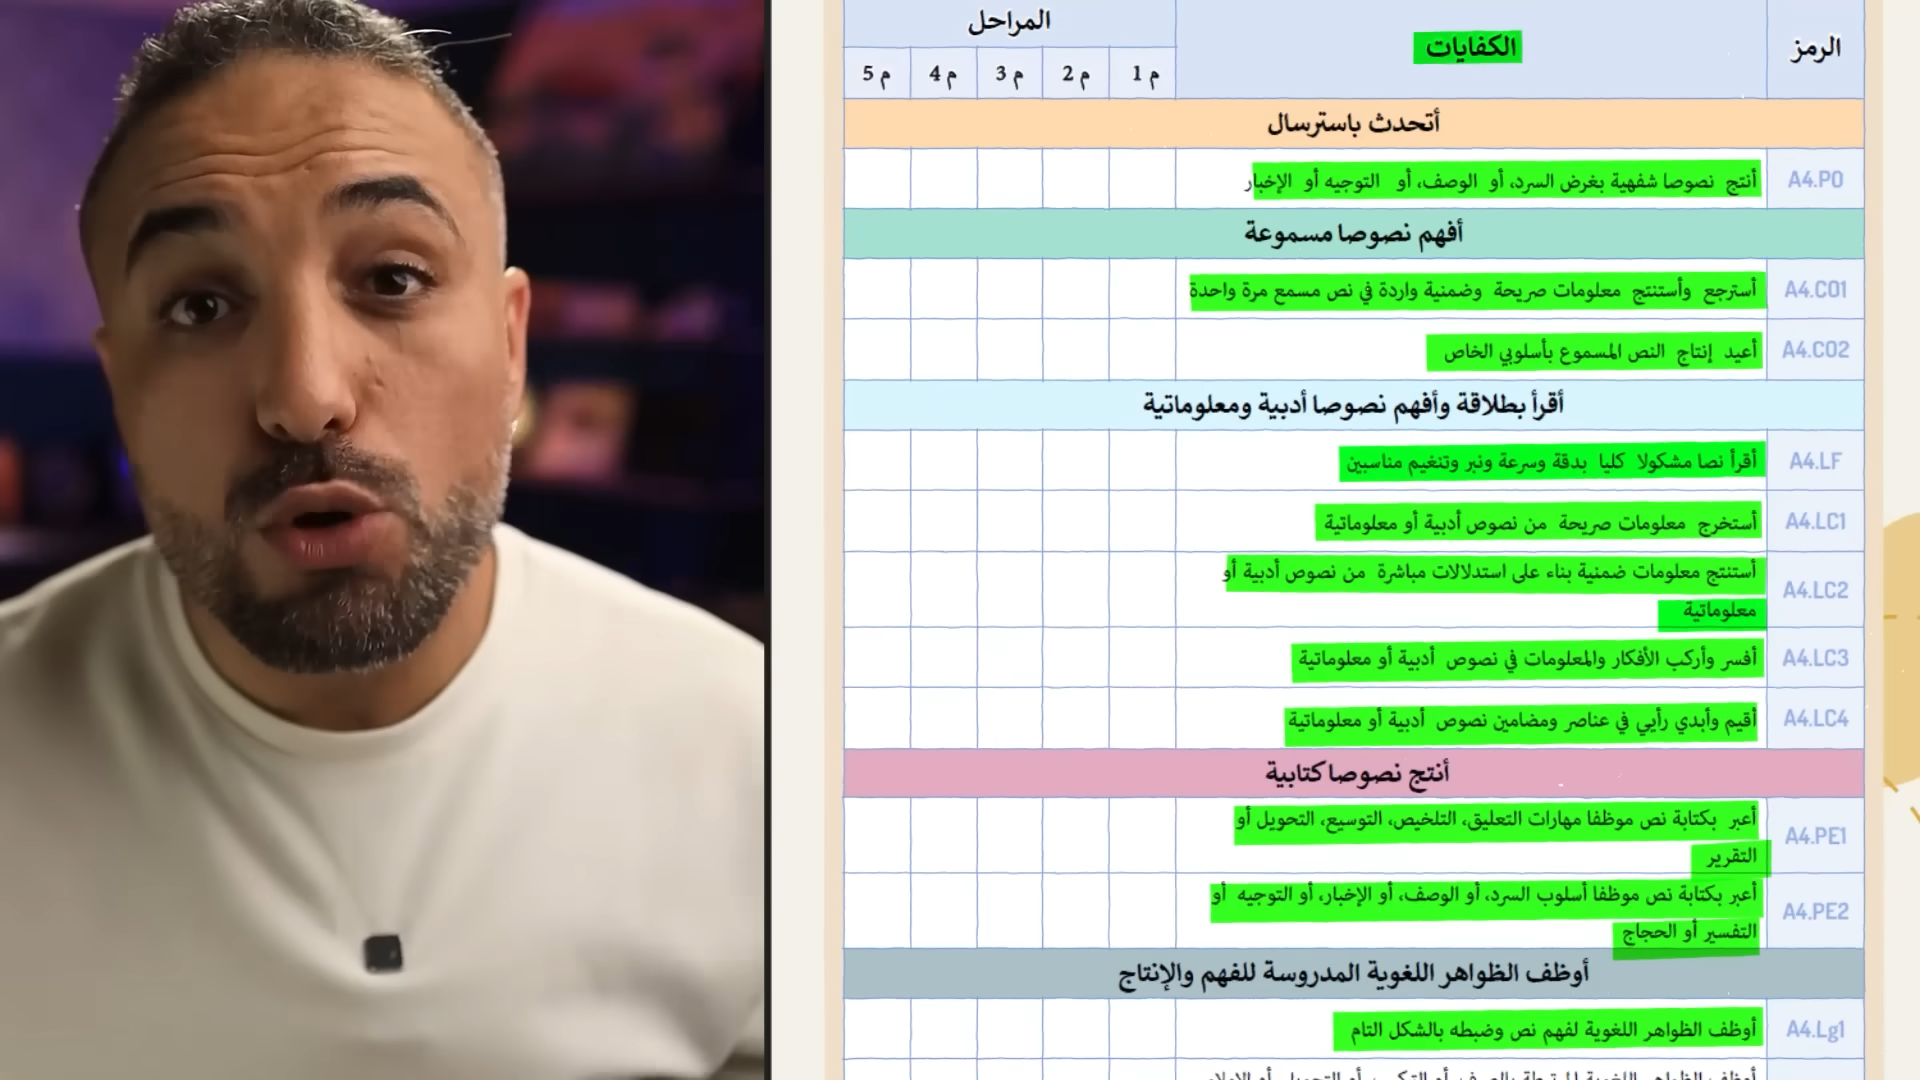 الرمز
الكفايات
المراحل
م 1
م 2
م 3
م 4
م 5
أتحدث باسترسال
A4.PO
أنتج نصوصا شفهية بغرض السرد، أو الوصف، أو التوجيه أو الإخبار
أفهم نصوصا مسموعة
A4.CO1
أسترجع وأستنتج معلومات صريحة وضمنية واردة في نص مسمع مرة واحدة
A4.CO2
أعيد إنتاج النص المسموع بأسلوبي الخاص
أقرأ بطلاقة وأفهم نصوصا أدبية ومعلوماتية
A4.LF
أقرأ نصا مشكولا كليا بدقة وسرعة ونبر وتنغيم مناسبين
A4.LC1
أستخرج معلومات صريحة من نصوص أدبية أو معلوماتية
A4.LC2
أستنتج معلومات ضمنية بناء على استدلالات مباشرة من نصوص أدبية أو
معلوماتية
A4.LC3
أفسر وأركب الأفكار والمعلومات في نصوص أدبية أو معلوماتية
A4.LC4
أقيم وأبدي رأيي في عناصر ومضامين نصوص أدبية أو معلوماتية
أنتج نصوصا كتابية
A4.PE1
أعبر بكتابة نص موظفا مهارات التعليق، التلخيص، التوسيع، التحويل أو
التقرير
A4.PE2
أعبر بكتابة نص موظفا أسلوب السرد، أو الوصف، أو الإخبار، أو التوجيه أو
التفسير أو الحجاج
أوظف الظواهر اللغوية المدروسة للفهم والإنتاج
A4.Lg1
أوظف الظواهر اللغوية لفهم نص وضبطه بالشكل التام